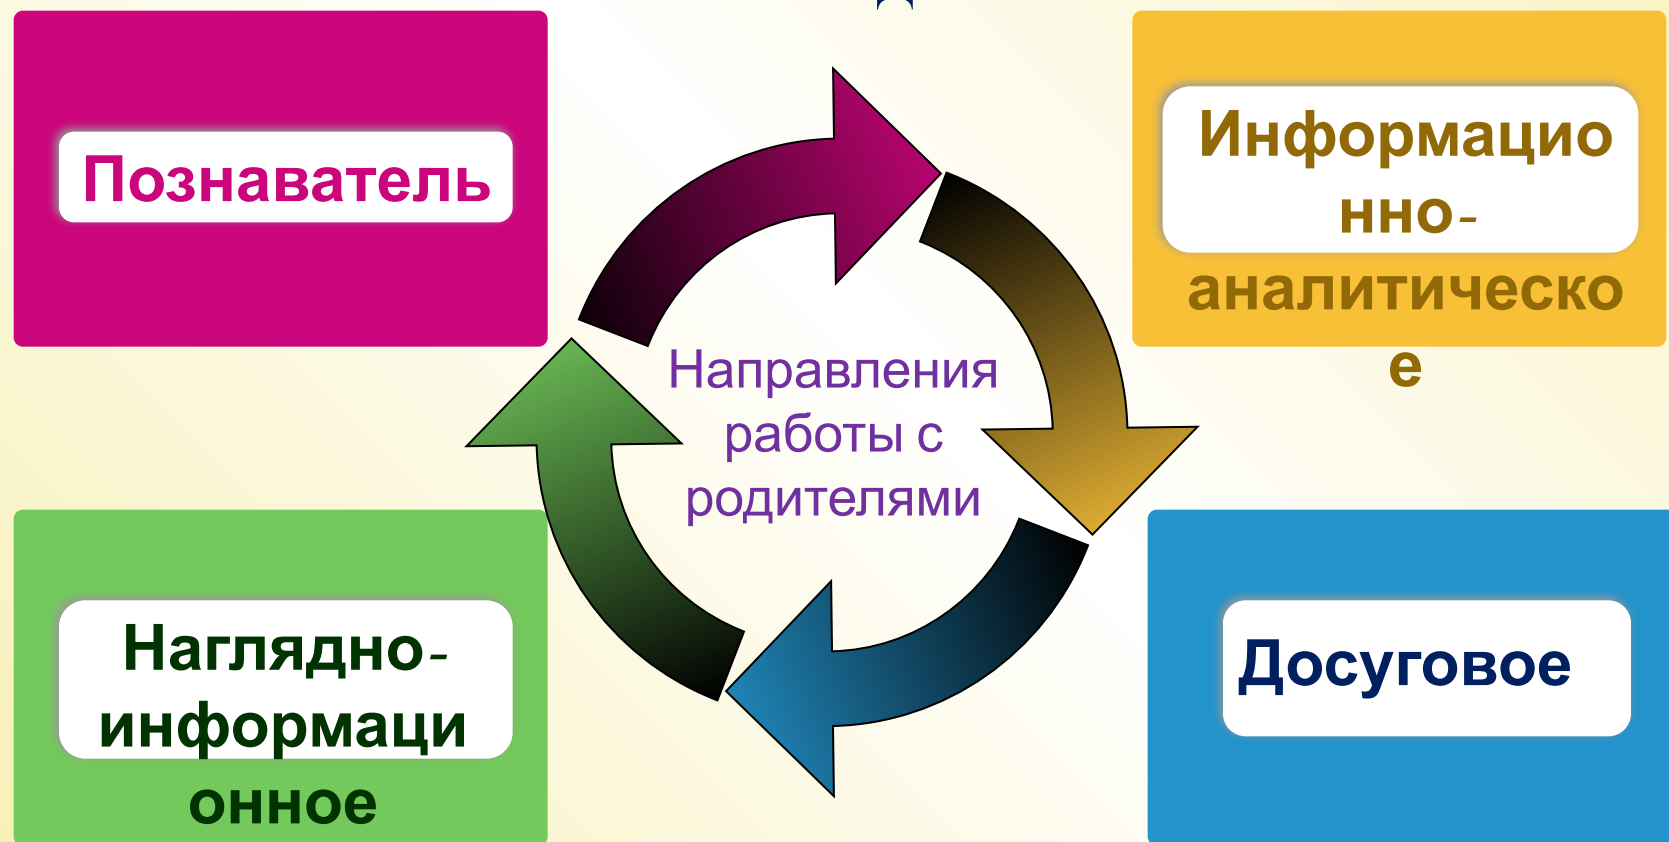 Познаватель
Информацио
нно-
аналитическо
е
Направления
работы с
родителями
Наглядно-
информаци
онное
Досуговое